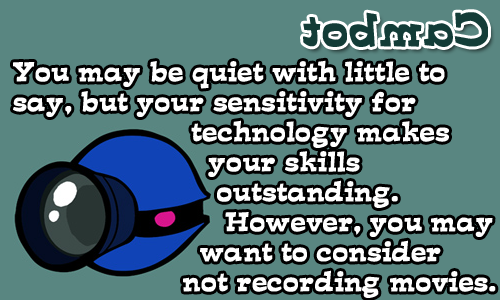 Cambot
You may be quiet with little to
say, but your sensitivity for
technology makes
your skills
outstanding.
However, you may
want to consider
not recording movies.